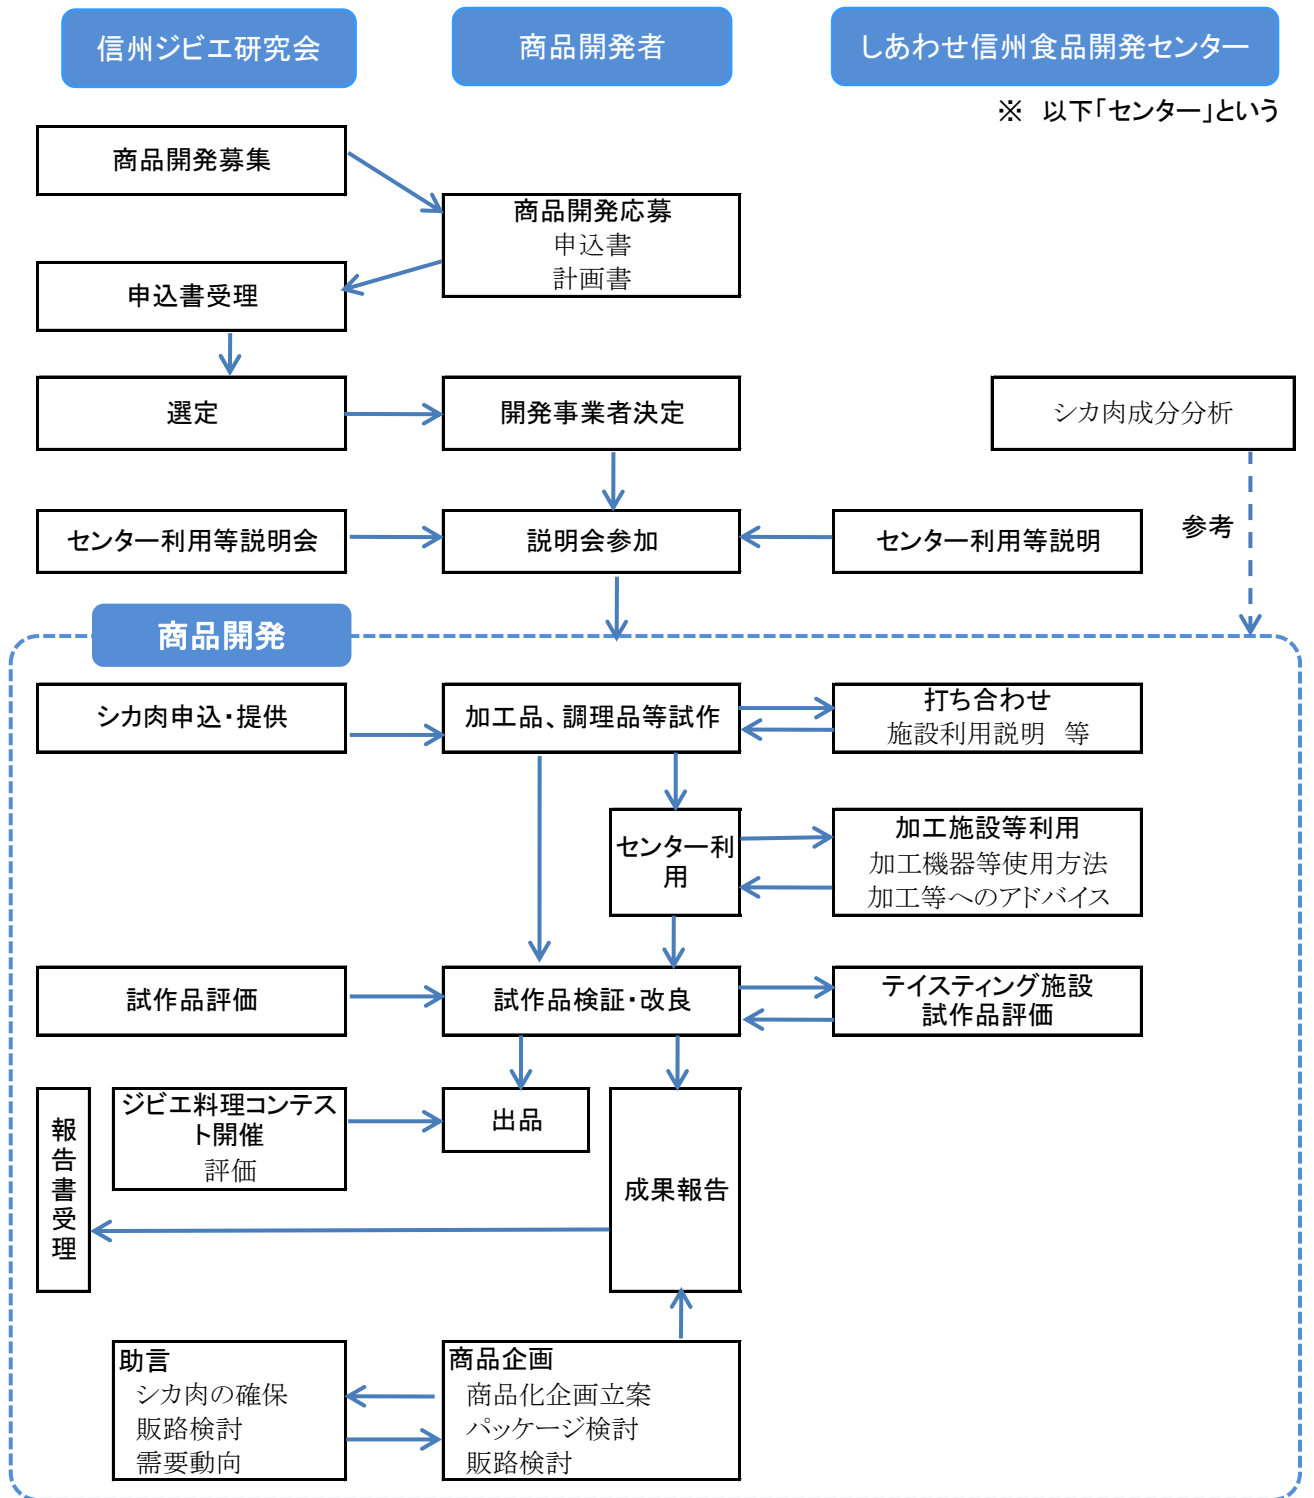 信州ジビエ研究会
商品開発者
しあわせ信州食品開発センター
※　以下「センター」という
商品開発募集
商品開発応募
申込書
計画書
申込書受理
選定
開発事業者決定
シカ肉成分分析
センター利用等説明会
説明会参加
センター利用等説明
参考
商品開発
シカ肉申込・提供
加工品、調理品等試作
打ち合わせ
施設利用説明　等
センター利
用
加工施設等利用
加工機器等使用方法
加工等へのアドバイス
試作品評価
試作品検証・改良
テイスティング施設
試作品評価
報告書受理
ジビエ料理コンテス
ト開催
評価
出品
成果報告
助言
シカ肉の確保
販路検討
需要動向
商品企画
商品化企画立案
パッケージ検討
販路検討